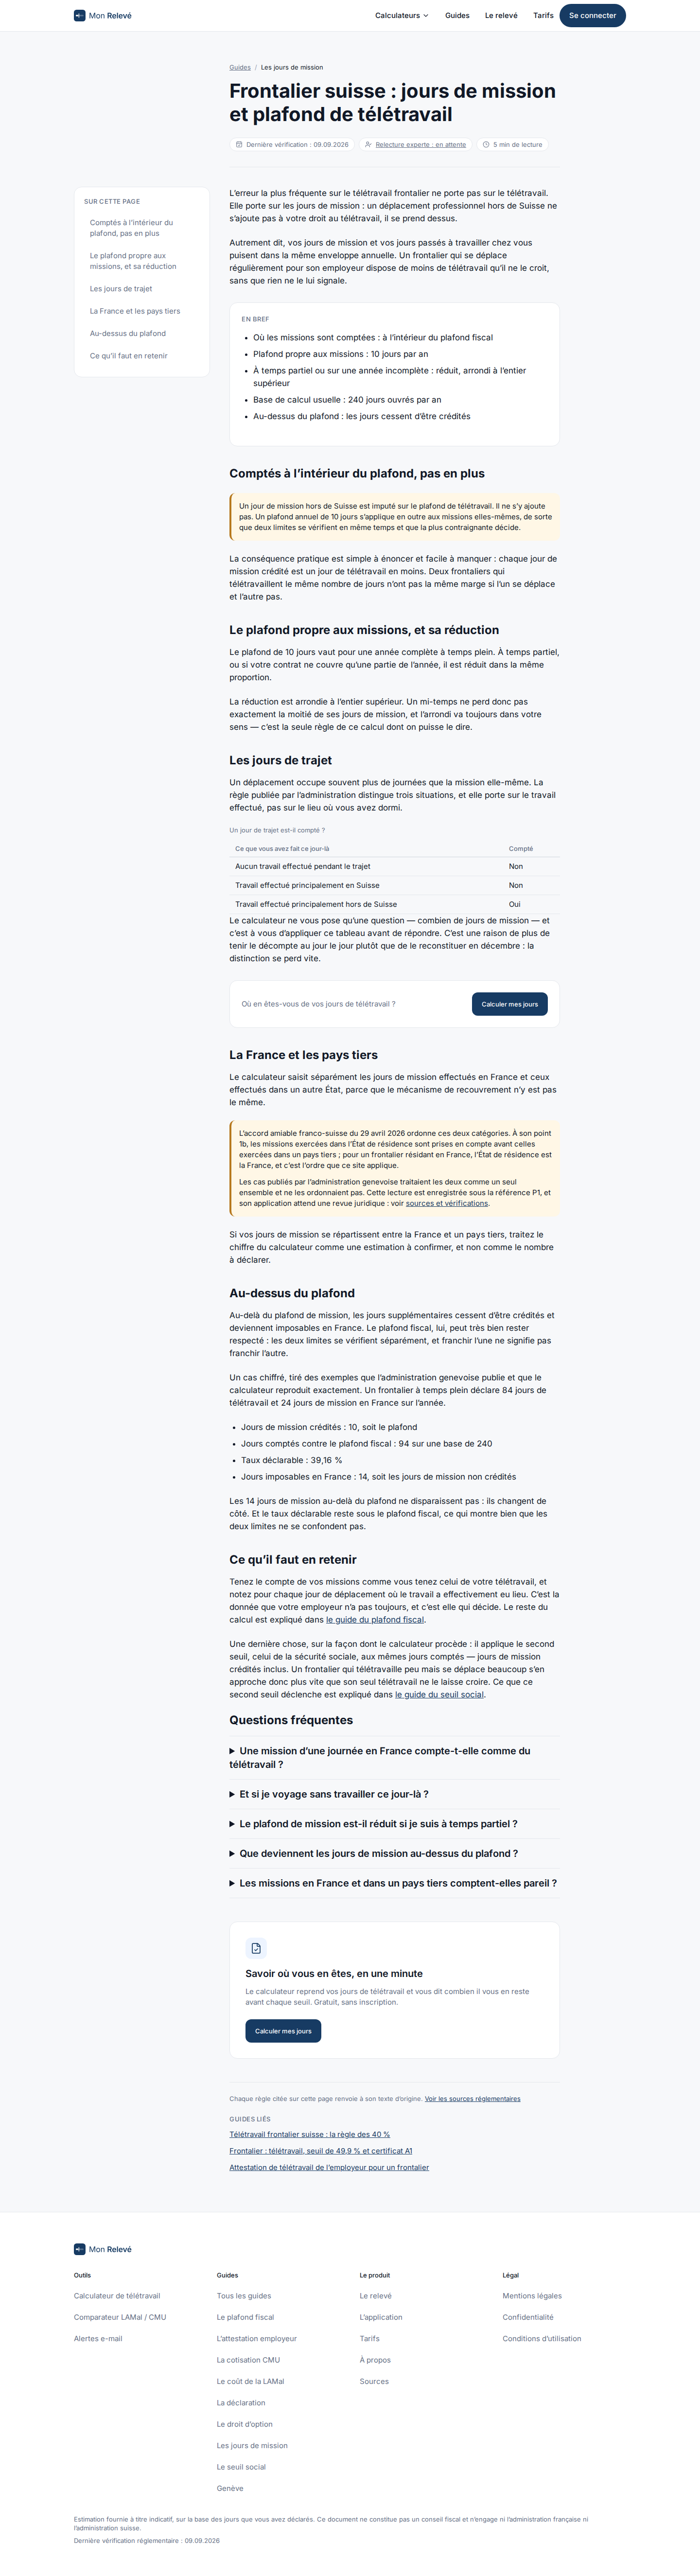 Mon Relevé
Calculateurs
Guides
Le relevé
Tarifs
Se connecter
Guides / Les jours de mission
Frontalier suisse : jours de mission
et plafond de télétravail
Dernière vérification : 09.09.2026
Relecture experte : en attente
5 min de lecture
SUR CETTE PAGE
Comptés à l’intérieur du
plafond, pas en plus
Le plafond propre aux
missions, et sa réduction
Les jours de trajet
La France et les pays tiers
Au-dessus du plafond
Ce qu’il faut en retenir
L’erreur la plus fréquente sur le télétravail frontalier ne porte pas sur le télétravail.
Elle porte sur les jours de mission : un déplacement professionnel hors de Suisse ne
s’ajoute pas à votre droit au télétravail, il se prend dessus.
Autrement dit, vos jours de mission et vos jours passés à travailler chez vous
puisent dans la même enveloppe annuelle. Un frontalier qui se déplace
régulièrement pour son employeur dispose de moins de télétravail qu’il ne le croit,
sans que rien ne le lui signale.
EN BREF
• Où les missions sont comptées : à l’intérieur du plafond fiscal
• Plafond propre aux missions : 10 jours par an
• À temps partiel ou sur une année incomplète : réduit, arrondi à l’entier
supérieur
• Base de calcul usuelle : 240 jours ouvrés par an
• Au-dessus du plafond : les jours cessent d’être crédités
Comptés à l’intérieur du plafond, pas en plus
Un jour de mission hors de Suisse est imputé sur le plafond de télétravail. Il ne s’y ajoute
pas. Un plafond annuel de 10 jours s’applique en outre aux missions elles-mêmes, de sorte
que deux limites se vérifient en même temps et que la plus contraignante décide.
La conséquence pratique est simple à énoncer et facile à manquer : chaque jour de
mission crédité est un jour de télétravail en moins. Deux frontaliers qui
télétravaillent le même nombre de jours n’ont pas la même marge si l’un se déplace
et l’autre pas.
Le plafond propre aux missions, et sa réduction
Le plafond de 10 jours vaut pour une année complète à temps plein. À temps partiel,
ou si votre contrat ne couvre qu’une partie de l’année, il est réduit dans la même
proportion.
La réduction est arrondie à l’entier supérieur. Un mi-temps ne perd donc pas
exactement la moitié de ses jours de mission, et l’arrondi va toujours dans votre
sens — c’est la seule règle de ce calcul dont on puisse le dire.
Les jours de trajet
Un déplacement occupe souvent plus de journées que la mission elle-même. La
règle publiée par l’administration distingue trois situations, et elle porte sur le travail
effectué, pas sur le lieu où vous avez dormi.
Un jour de trajet est-il compté ?
Ce que vous avez fait ce jour-là Compté
Aucun travail effectué pendant le trajet Non
Travail effectué principalement en Suisse Non
Travail effectué principalement hors de Suisse Oui
Le calculateur ne vous pose qu’une question — combien de jours de mission — et
c’est à vous d’appliquer ce tableau avant de répondre. C’est une raison de plus de
tenir le décompte au jour le jour plutôt que de le reconstituer en décembre : la
distinction se perd vite.
Où en êtes-vous de vos jours de télétravail ?
Calculer mes jours
La France et les pays tiers
Le calculateur saisit séparément les jours de mission effectués en France et ceux
effectués dans un autre État, parce que le mécanisme de recouvrement n’y est pas
le même.
L’accord amiable franco-suisse du 29 avril 2026 ordonne ces deux catégories. À son point
1b, les missions exercées dans l’État de résidence sont prises en compte avant celles
exercées dans un pays tiers ; pour un frontalier résidant en France, l’État de résidence est
la France, et c’est l’ordre que ce site applique.
Les cas publiés par l’administration genevoise traitaient les deux comme un seul
ensemble et ne les ordonnaient pas. Cette lecture est enregistrée sous la référence P1, et
son application attend une revue juridique : voir sources et vérifications.
Si vos jours de mission se répartissent entre la France et un pays tiers, traitez le
chiffre du calculateur comme une estimation à confirmer, et non comme le nombre
à déclarer.
Au-dessus du plafond
Au-delà du plafond de mission, les jours supplémentaires cessent d’être crédités et
deviennent imposables en France. Le plafond fiscal, lui, peut très bien rester
respecté : les deux limites se vérifient séparément, et franchir l’une ne signifie pas
franchir l’autre.
Un cas chiffré, tiré des exemples que l’administration genevoise publie et que le
calculateur reproduit exactement. Un frontalier à temps plein déclare 84 jours de
télétravail et 24 jours de mission en France sur l’année.
• Jours de mission crédités : 10, soit le plafond
• Jours comptés contre le plafond fiscal : 94 sur une base de 240
• Taux déclarable : 39,16 %
• Jours imposables en France : 14, soit les jours de mission non crédités
Les 14 jours de mission au-delà du plafond ne disparaissent pas : ils changent de
côté. Et le taux déclarable reste sous le plafond fiscal, ce qui montre bien que les
deux limites ne se confondent pas.
Ce qu’il faut en retenir
Tenez le compte de vos missions comme vous tenez celui de votre télétravail, et
notez pour chaque jour de déplacement où le travail a effectivement eu lieu. C’est la
donnée que votre employeur n’a pas toujours, et c’est elle qui décide. Le reste du
calcul est expliqué dans le guide du plafond fiscal.
Une dernière chose, sur la façon dont le calculateur procède : il applique le second
seuil, celui de la sécurité sociale, aux mêmes jours comptés — jours de mission
crédités inclus. Un frontalier qui télétravaille peu mais se déplace beaucoup s’en
approche donc plus vite que son seul télétravail ne le laisse croire. Ce que ce
second seuil déclenche est expliqué dans le guide du seuil social.
Questions fréquentes
Une mission d’une journée en France compte-t-elle comme du
télétravail ?
Et si je voyage sans travailler ce jour-là ?
Le plafond de mission est-il réduit si je suis à temps partiel ?
Que deviennent les jours de mission au-dessus du plafond ?
Les missions en France et dans un pays tiers comptent-elles pareil ?
Savoir où vous en êtes, en une minute
Le calculateur reprend vos jours de télétravail et vous dit combien il vous en reste
avant chaque seuil. Gratuit, sans inscription.
Calculer mes jours
Chaque règle citée sur cette page renvoie à son texte d’origine. Voir les sources réglementaires
GUIDES LIÉS
Télétravail frontalier suisse : la règle des 40 %
Frontalier : télétravail, seuil de 49,9 % et certificat A1
Attestation de télétravail de l’employeur pour un frontalier
Mon Relevé
Outils
Calculateur de télétravail
Comparateur LAMal / CMU
Alertes e-mail
Guides
Tous les guides
Le plafond fiscal
L’attestation employeur
La cotisation CMU
Le coût de la LAMal
La déclaration
Le droit d’option
Les jours de mission
Le seuil social
Genève
Le produit
Le relevé
L’application
Tarifs
À propos
Sources
Légal
Mentions légales
Confidentialité
Conditions d’utilisation
Estimation fournie à titre indicatif, sur la base des jours que vous avez déclarés. Ce document ne constitue pas un conseil fiscal et n’engage ni l’administration française ni
l’administration suisse.
Dernière vérification réglementaire : 09.09.2026